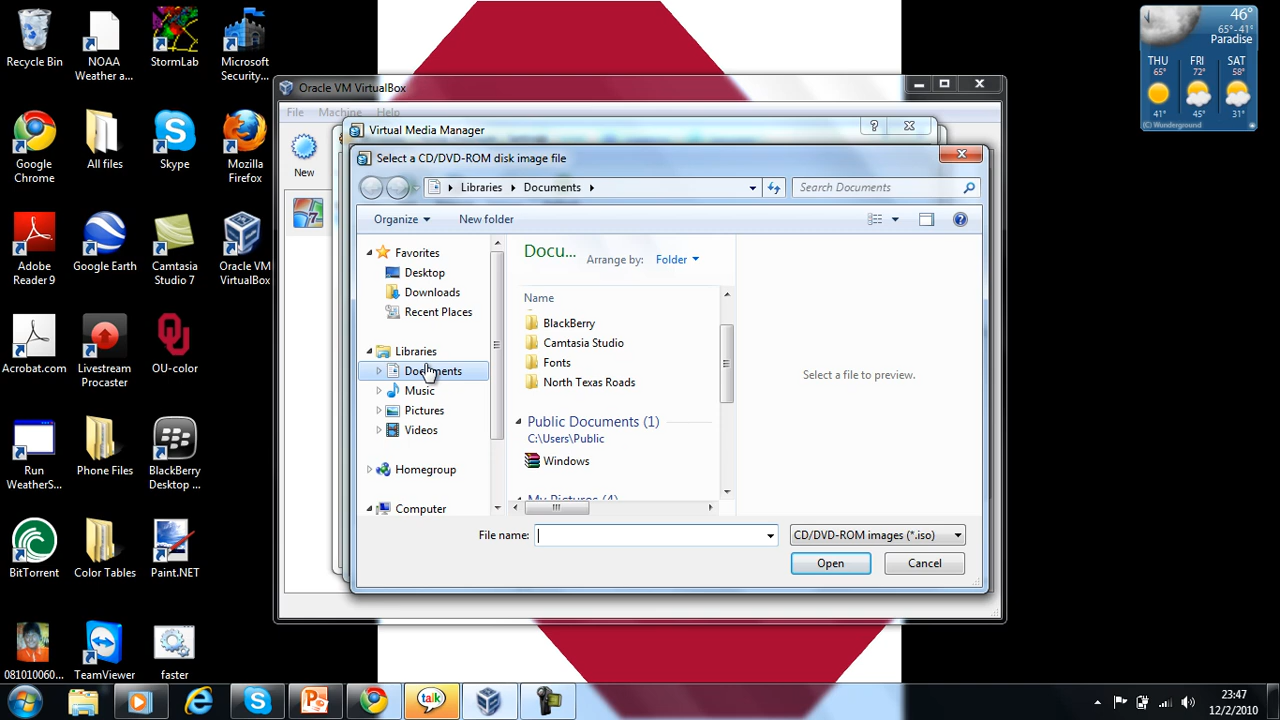 Recycle Bin
NOAA
Weather a...
StormLab
Microsoft
Security...
Google
Chrome
All files
Skype
Mozilla
Firefox
Adobe
Reader 9
Google Earth
Camtasia
Studio 7
Oracle VM
VirtualBox
Acrobat.com
Livestream
Procaster
OU-color
Run
WeatherS...
Phone Files
BlackBerry
Desktop ...
BitTorrent
Color Tables
Paint.NET
081010060...
TeamViewer
faster
Oracle VM VirtualBox
File Machine Help
New
Virtual Media Manager
Select a CD/DVD-ROM disk image file
Libraries Documents
Search Documents
Organize New folder
Favorites
Desktop
Downloads
Recent Places
Libraries
Documents
Music
Pictures
Videos
Homegroup
Computer
Docu...
Arrange by: Folder
Name
BlackBerry
Camtasia Studio
Fonts
North Texas Roads
Public Documents (1)
C:\Users\Public
Windows
My Pictures (4)
Select a file to preview.
File name:
CD/DVD-ROM images (*.iso)
Open Cancel
46°
65°-41°
Paradise
THU FRI SAT
65° 72° 58°
41° 45° 31°
(C) Wunderground
talk
23:47
12/2/2010